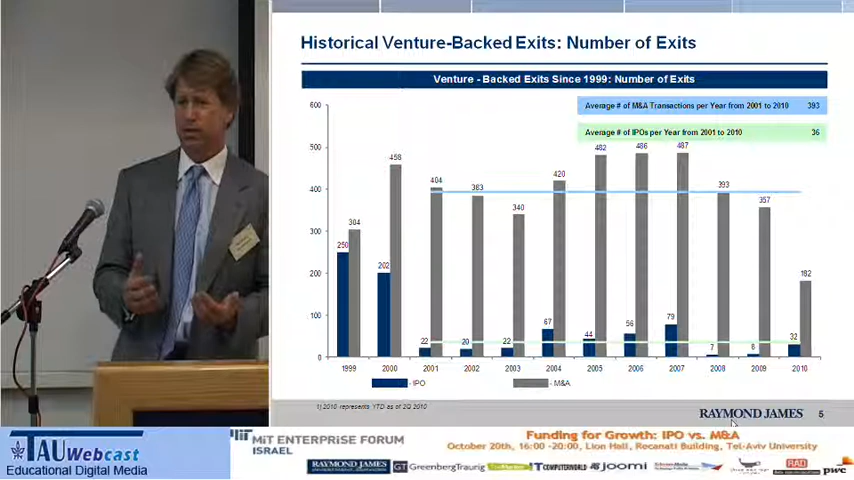 Historical Venture-Backed Exits: Number of Exits
Venture - Backed Exits Since 1999: Number of Exits
Average # of M&A Transactions per Year from 2001 to 2010 393
Average # of IPOs per Year from 2001 to 2010 36
600
500
400
300
200
100
0
250 304
202 458
22 404
20 383
22 340
67 420
44 482
56 486
79 487
7 393
8 357
32 182
1999 2000 2001 2002 2003 2004 2005 2006 2007 2008 2009 2010
- IPO - M&A
1) 2010 represents YTD as of 2Q 2010
RAYMOND JAMES 5
TAU Webcast
Educational Digital Media
MIT ENTERPRISE FORUM
ISRAEL
Funding for Growth: IPO vs. M&A
October 20th, 16:00 -20:00, Lion Hall, Recanati Building, Tel-Aviv University
RAYMOND JAMES GT GreenbergTraurig COMPUTERWORLD Joomi RAD pwc